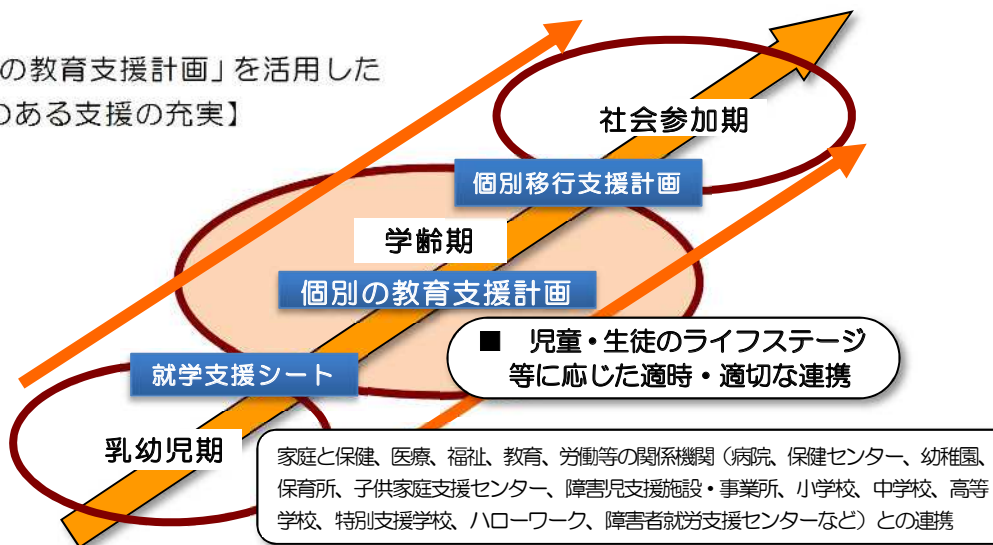 の教育支援計画」を活用した
のある支援の充実】
社会参加期
個別移行支援計画
学齢期
個別の教育支援計画
■ 児童・生徒のライフステージ
等に応じた適時・適切な連携
就学支援シート
乳幼児期
家庭と保健、医療、福祉、教育、労働等の関係機関（病院、保健センター、幼稚園、
保育所、子供家庭支援センター、障害児支援施設・事業所、小学校、中学校、高等
学校、特別支援学校、ハローワーク、障害者就労支援センターなど）との連携